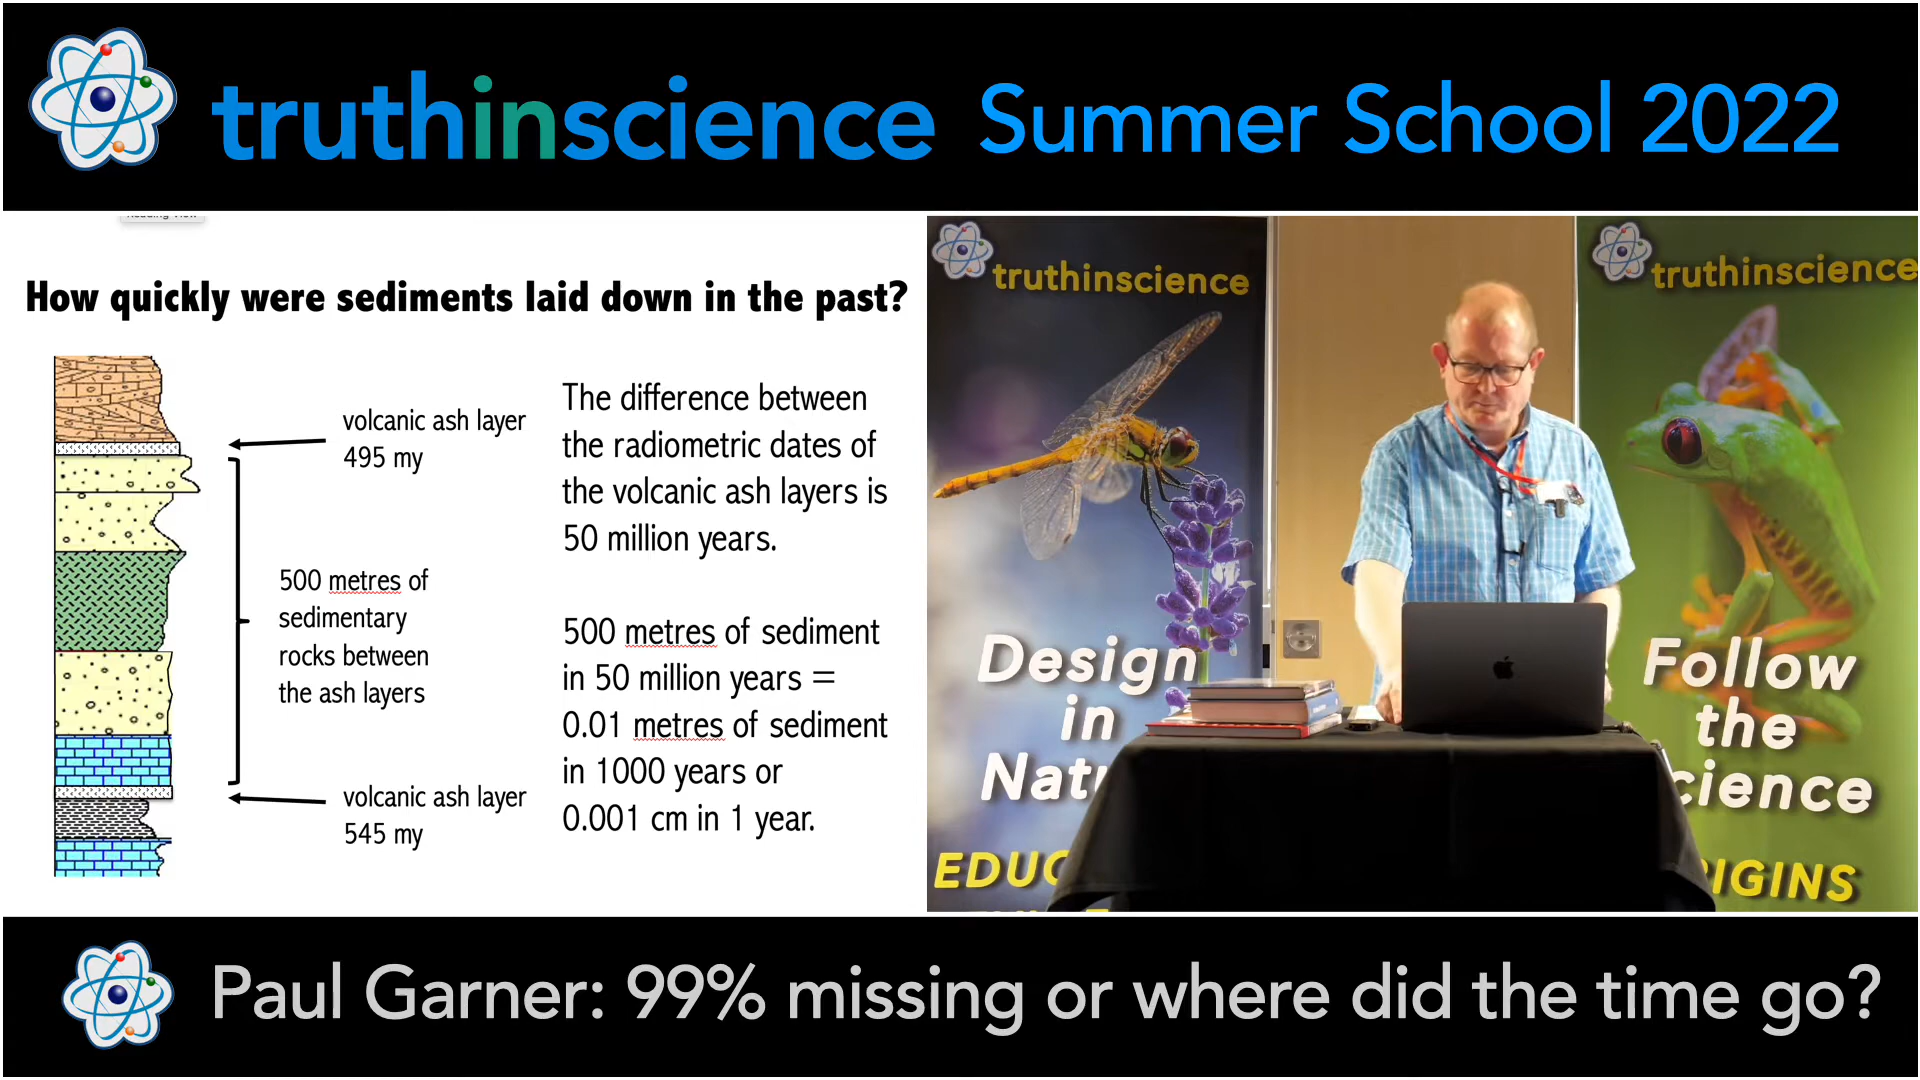 truthinscience Summer School 2022
Reading View
How quickly were sediments laid down in the past?
volcanic ash layer
495 my
500 metres of
sedimentary
rocks between
the ash layers
volcanic ash layer
545 my
The difference between
the radiometric dates of
the volcanic ash layers is
50 million years.
500 metres of sediment
in 50 million years =
0.01 metres of sediment
in 1000 years or
0.001 cm in 1 year.
truthinscience
Design
in
Natu
EDUC
truthinscience
Follow
the
cience
IGINS
Paul Garner: 99% missing or where did the time go?